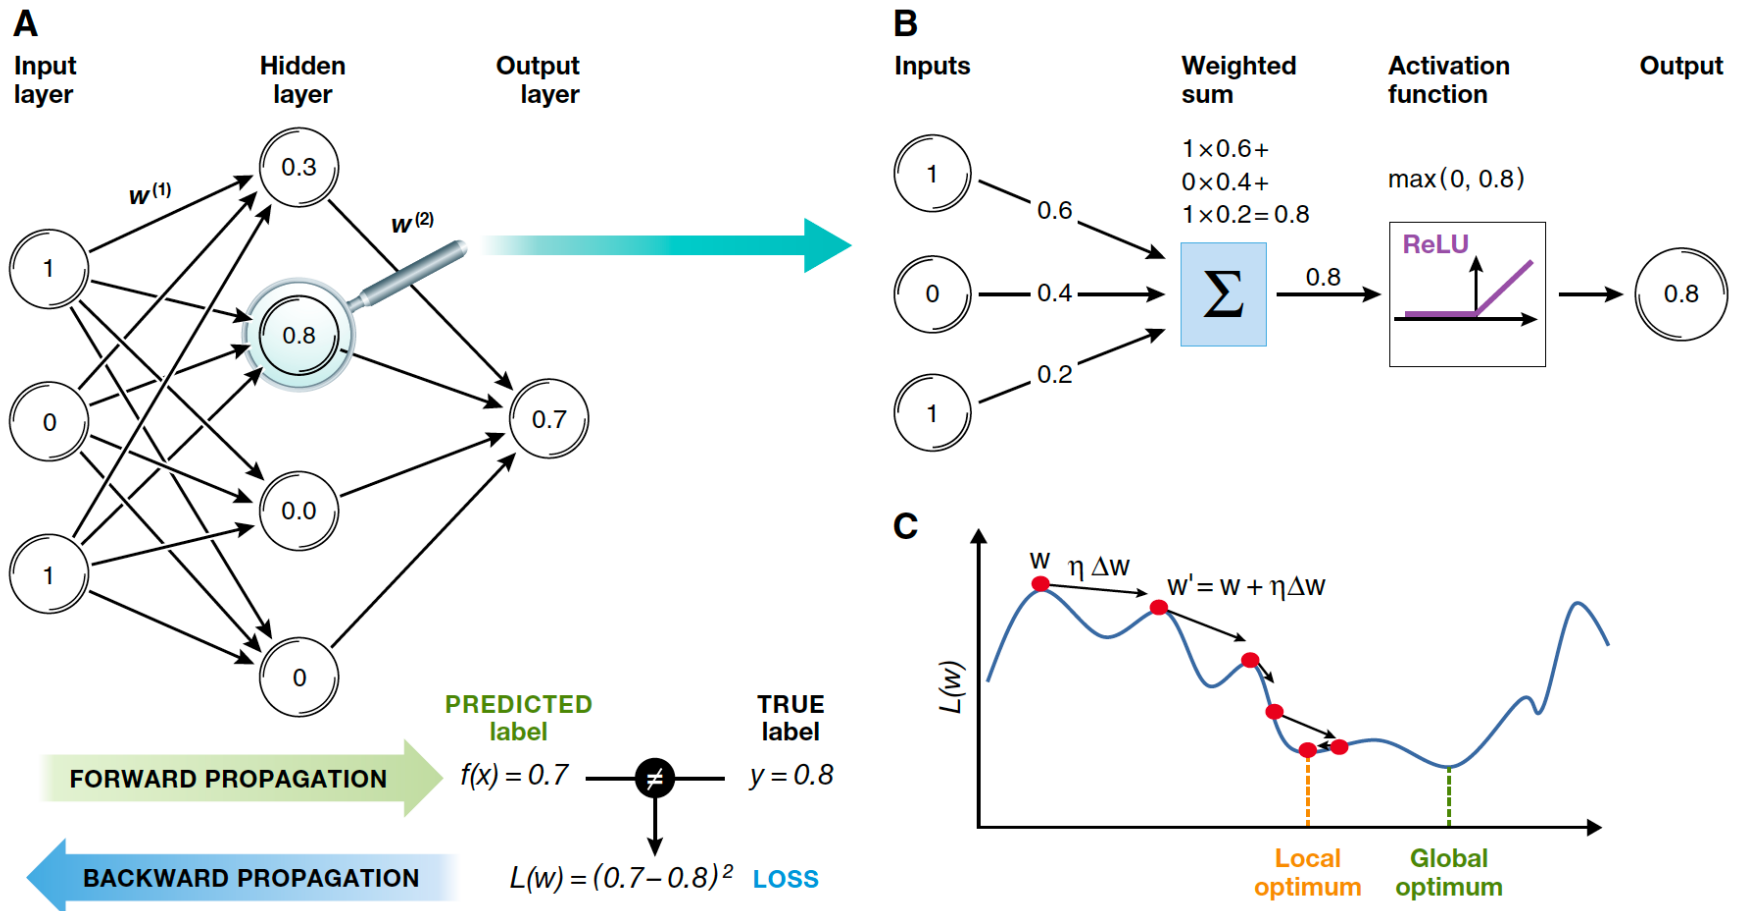 A
Input
layer
Hidden
layer
Output
layer
w(1)
w(2)
1
0
1
0.3
0.8
0.0
0
0.7
PREDICTED
label
TRUE
label
FORWARD PROPAGATION
f(x) = 0.7
≠
y = 0.8
BACKWARD PROPAGATION
L(w) = (0.7 – 0.8)²
LOSS
B
Inputs
Weighted
sum
Activation
function
Output
1
0
1
0.6
0.4
0.2
1×0.6+
0×0.4+
1×0.2=0.8
Σ
0.8
max(0, 0.8)
ReLU
0.8
C
L(w)
w
η Δw
w' = w + ηΔw
Local
optimum
Global
optimum